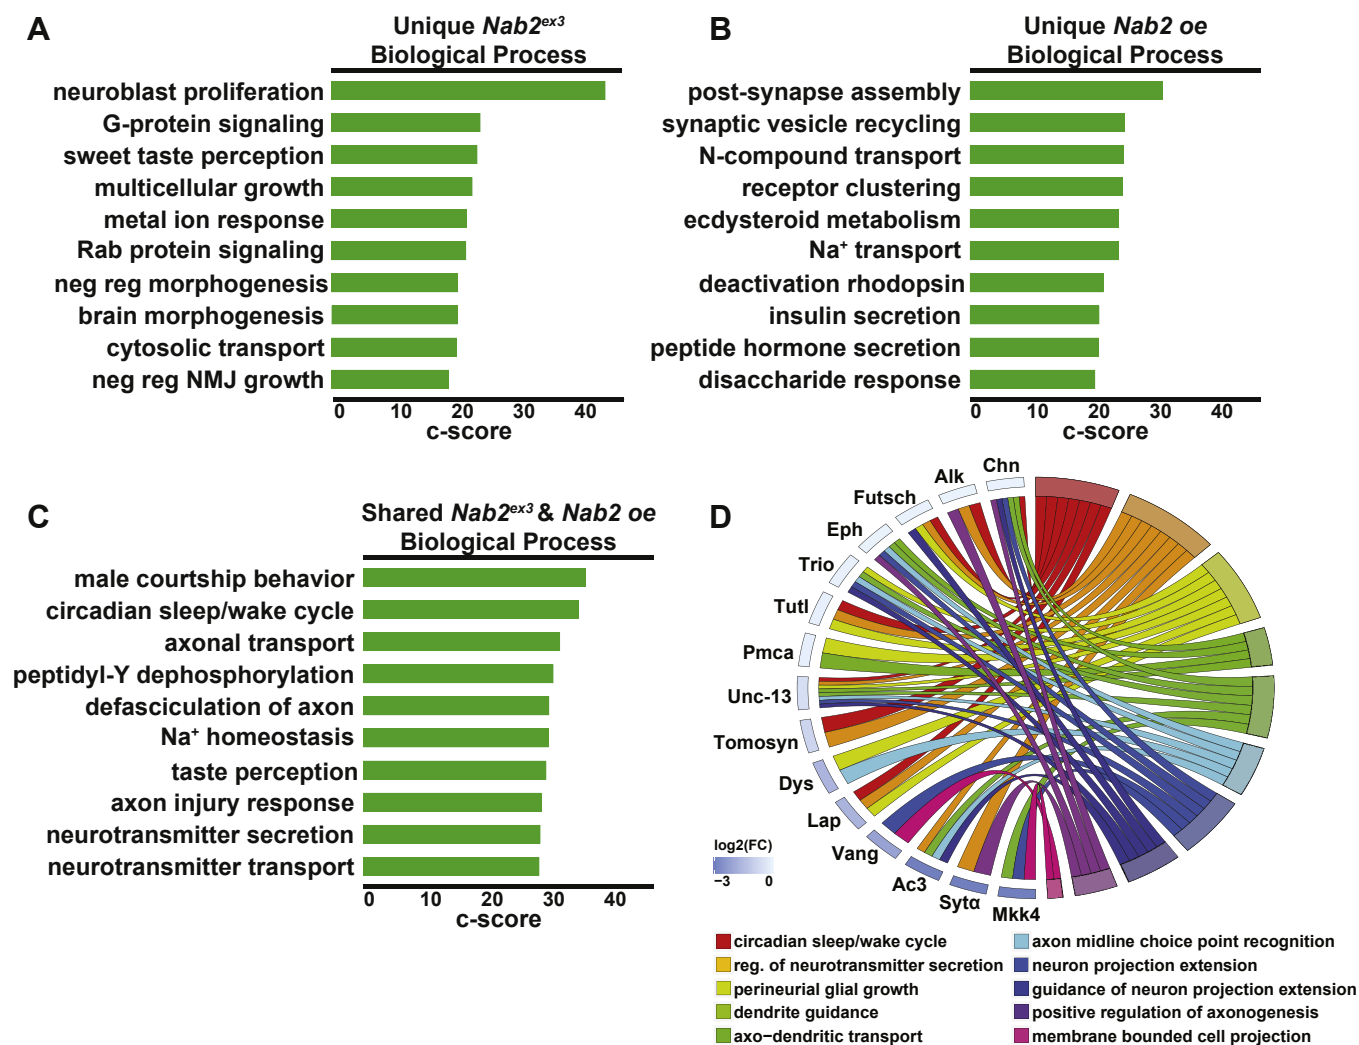 A
Unique Nab2ex3
Biological Process
neuroblast proliferation
G-protein signaling
sweet taste perception
multicellular growth
metal ion response
Rab protein signaling
neg reg morphogenesis
brain morphogenesis
cytosolic transport
neg reg NMJ growth
0 10 20 30 40
c-score
B
Unique Nab2 oe
Biological Process
post-synapse assembly
synaptic vesicle recycling
N-compound transport
receptor clustering
ecdysteroid metabolism
Na+ transport
deactivation rhodopsin
insulin secretion
peptide hormone secretion
disaccharide response
0 10 20 30 40
c-score
C
Shared Nab2ex3 & Nab2 oe
Biological Process
male courtship behavior
circadian sleep/wake cycle
axonal transport
peptidyl-Y dephosphorylation
defasciculation of axon
Na+ homeostasis
taste perception
axon injury response
neurotransmitter secretion
neurotransmitter transport
0 10 20 30 40
c-score
D
Chn
Alk
Futsch
Eph
Trio
Tutl
Pmca
Unc-13
Tomosyn
Dys
Lap
Vang
Ac3
Sytα
Mkk4
log2(FC)
−3 0
circadian sleep/wake cycle
reg. of neurotransmitter secretion
perineurial glial growth
dendrite guidance
axo−dendritic transport
axon midline choice point recognition
neuron projection extension
guidance of neuron projection extension
positive regulation of axonogenesis
membrane bounded cell projection